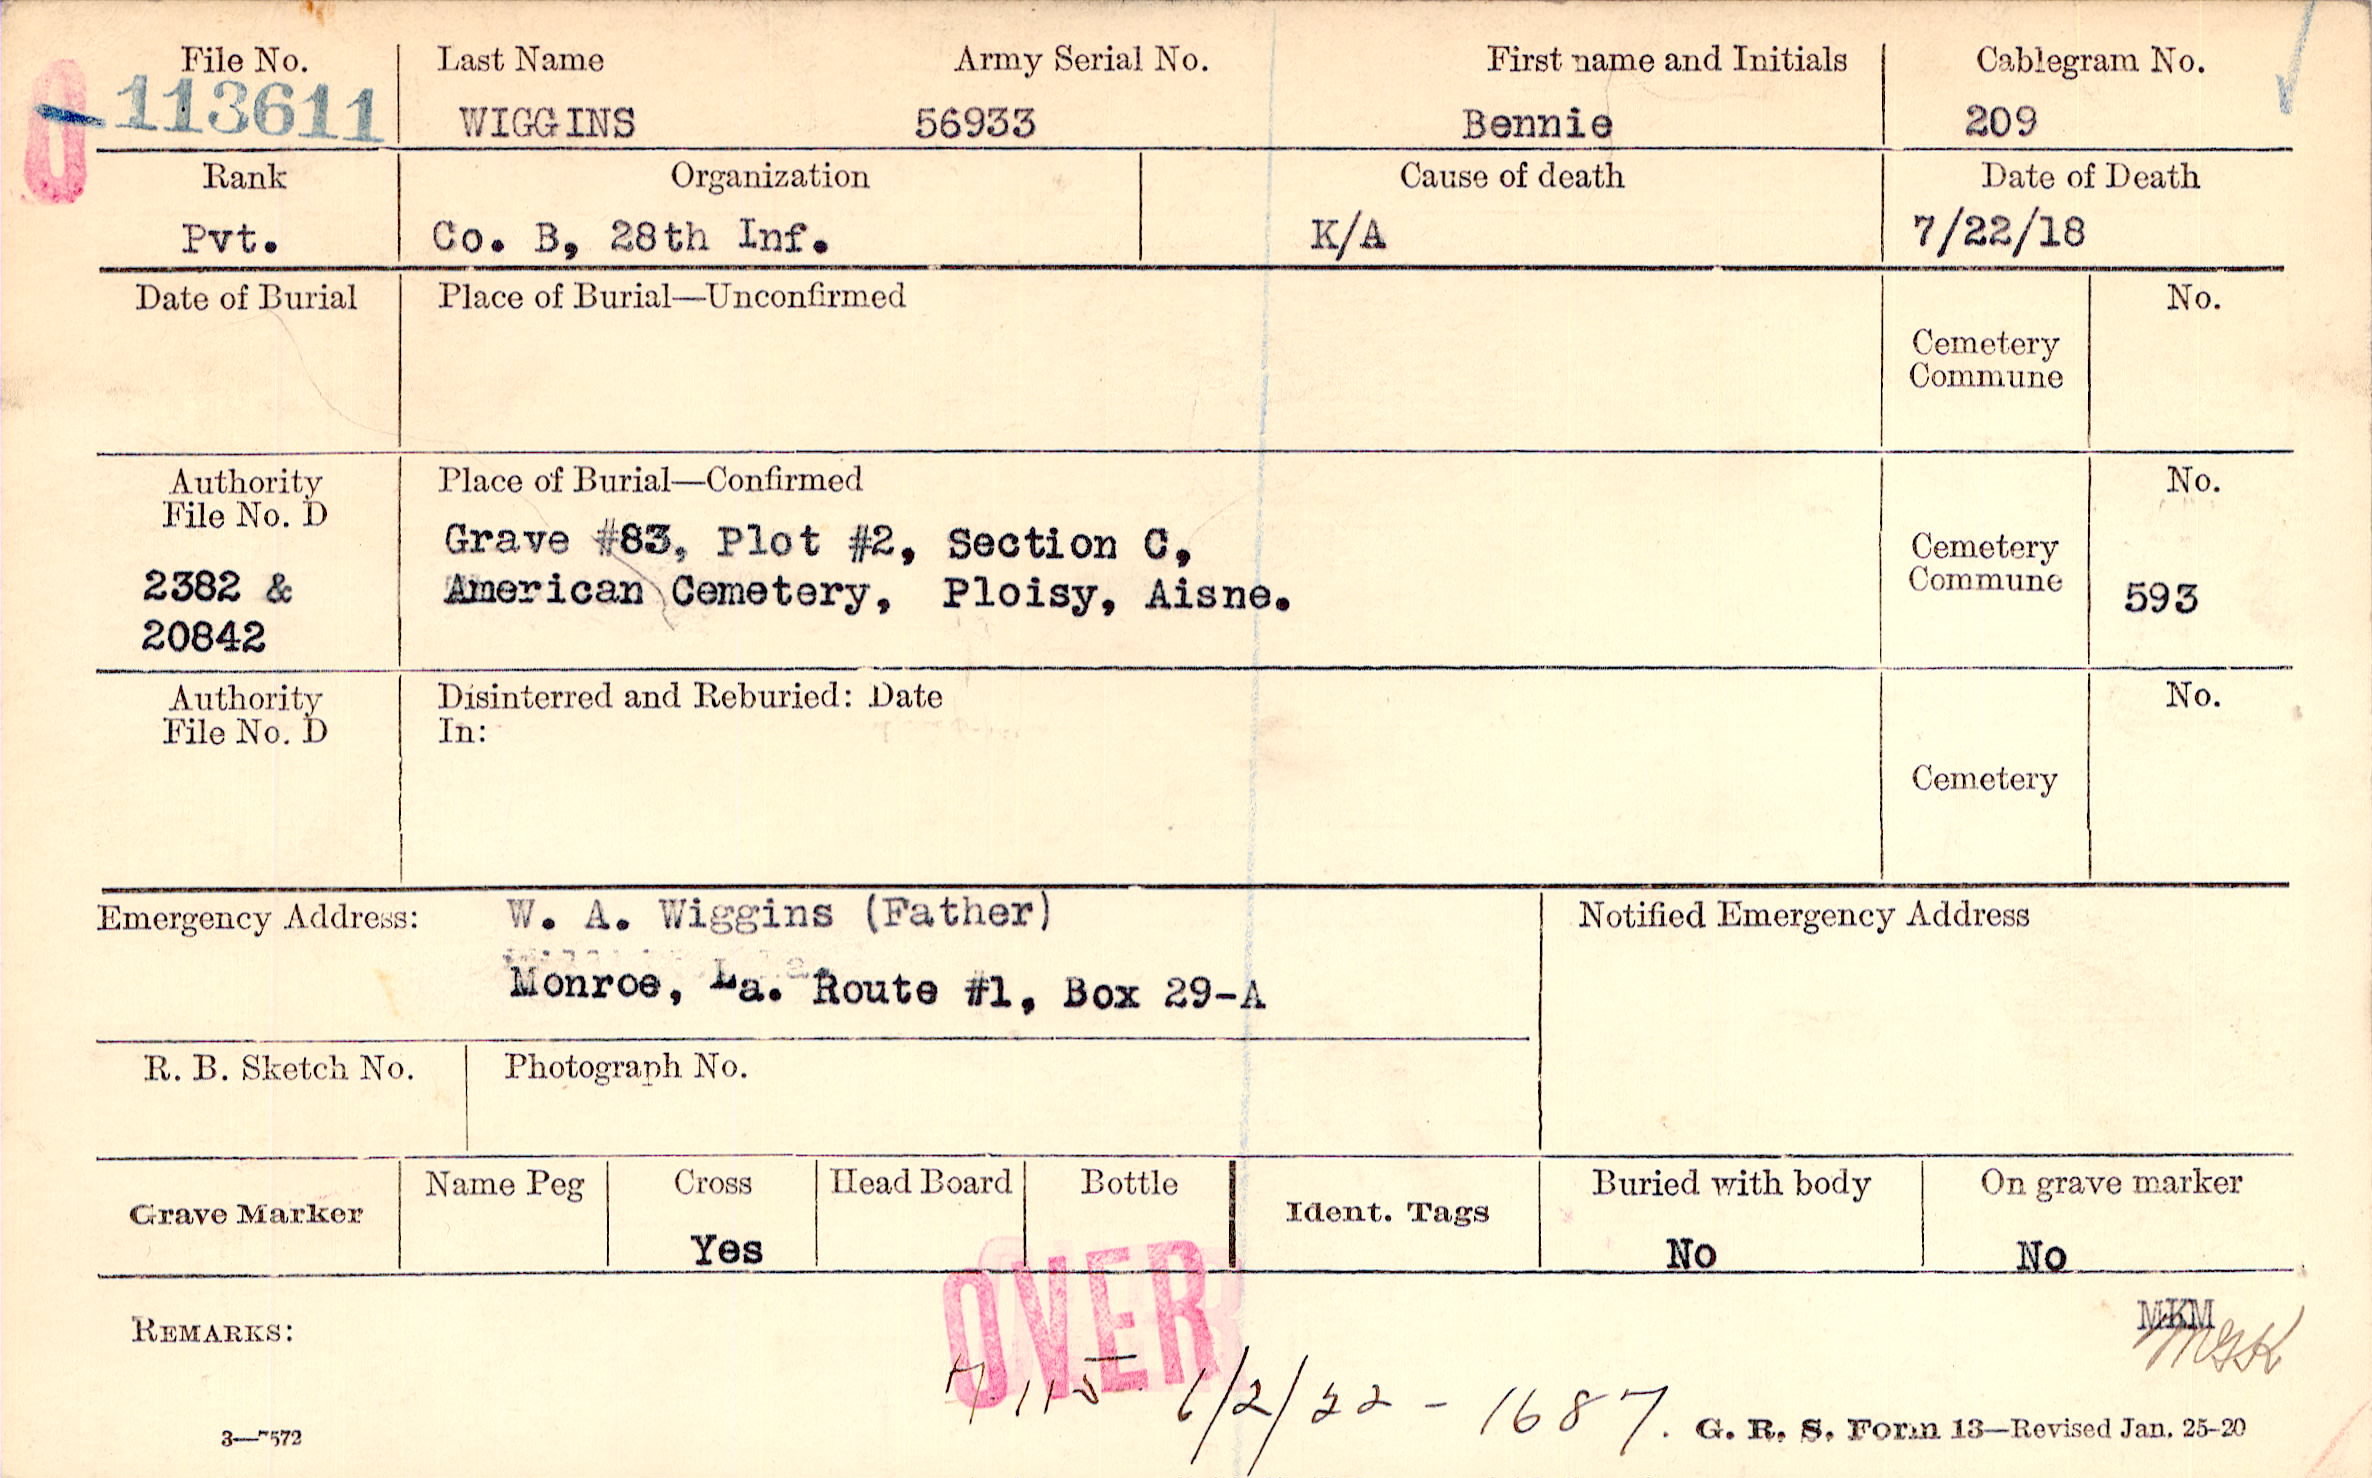 File No. Last Name Army Serial No. First name and Initials Cablegram No.
113611 WIGGINS 56933 Bennie 209
Rank Organization Cause of death Date of Death
Pvt. Co. B, 28th Inf. K/A 7/22/18
Date of Burial Place of Burial—Unconfirmed No.
Cemetery
Commune
Authority Place of Burial—Confirmed No.
File No. D
Grave #83, Plot #2, Section C,
Cemetery
2382 & American Cemetery, Ploisy, Aisne. Commune 593
20842
Authority Disinterred and Reburied: Date No.
File No. D In:
Cemetery
Emergency Address: W. A. Wiggins (Father) Notified Emergency Address
Monroe, La. Route #1, Box 29-A
R. B. Sketch No. Photograph No.
Grave Marker Name Peg Cross Head Board Bottle Ident. Tags Buried with body On grave marker
Yes No No
OVER
REMARKS: MKM
MGK
6/2/22 - 1687.
3—7572 G. R. S. Form 13—Revised Jan. 25-20